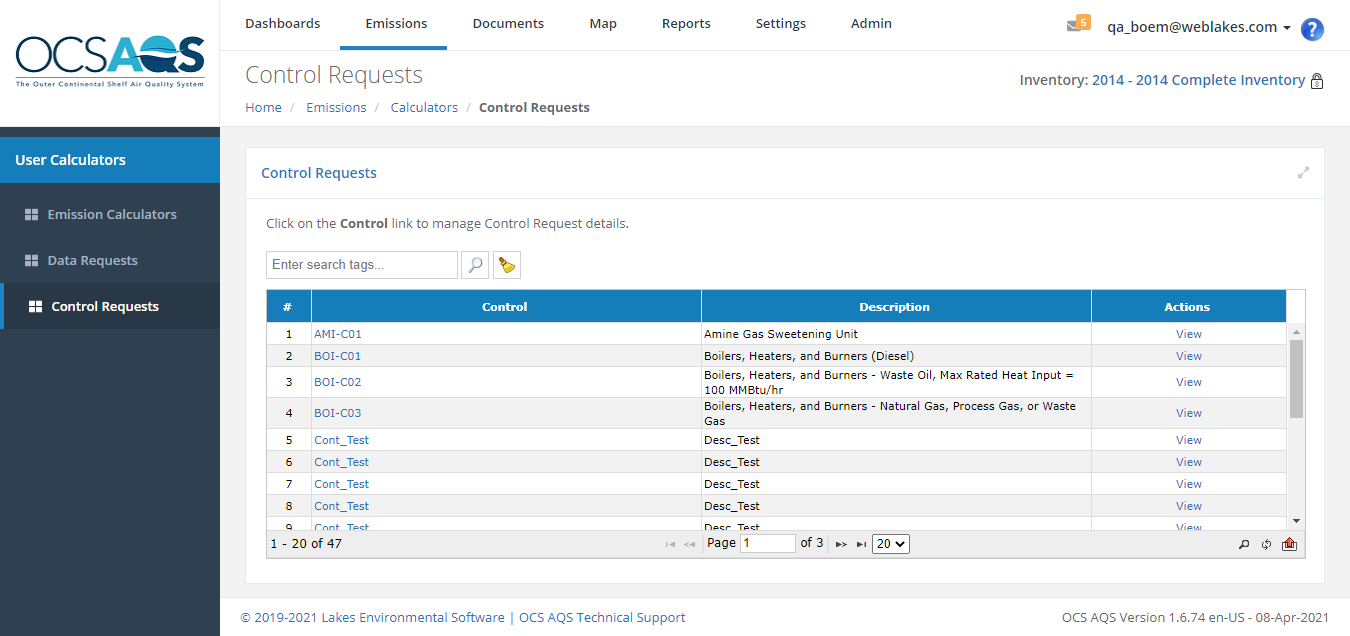 OCSAQS
The Outer Continental Shelf Air Quality System
Dashboards Emissions Documents Map Reports Settings Admin
5 qa_boem@weblakes.com ?
Control Requests
Inventory: 2014 - 2014 Complete Inventory
Home / Emissions / Calculators / Control Requests
User Calculators
Emission Calculators
Data Requests
Control Requests
Control Requests
Click on the Control link to manage Control Request details.
Enter search tags...
# Control Description Actions
1 AMI-C01 Amine Gas Sweetening Unit View
2 BOI-C01 Boilers, Heaters, and Burners (Diesel) View
3 BOI-C02 Boilers, Heaters, and Burners - Waste Oil, Max Rated Heat Input = View
100 MMBtu/hr
4 BOI-C03 Boilers, Heaters, and Burners - Natural Gas, Process Gas, or Waste View
Gas
5 Cont_Test Desc_Test View
6 Cont_Test Desc_Test View
7 Cont_Test Desc_Test View
8 Cont_Test Desc_Test View
9 Cont_Test Desc_Test View
1 - 20 of 47 Page 1 of 3 20
© 2019-2021 Lakes Environmental Software | OCS AQS Technical Support
OCS AQS Version 1.6.74 en-US - 08-Apr-2021